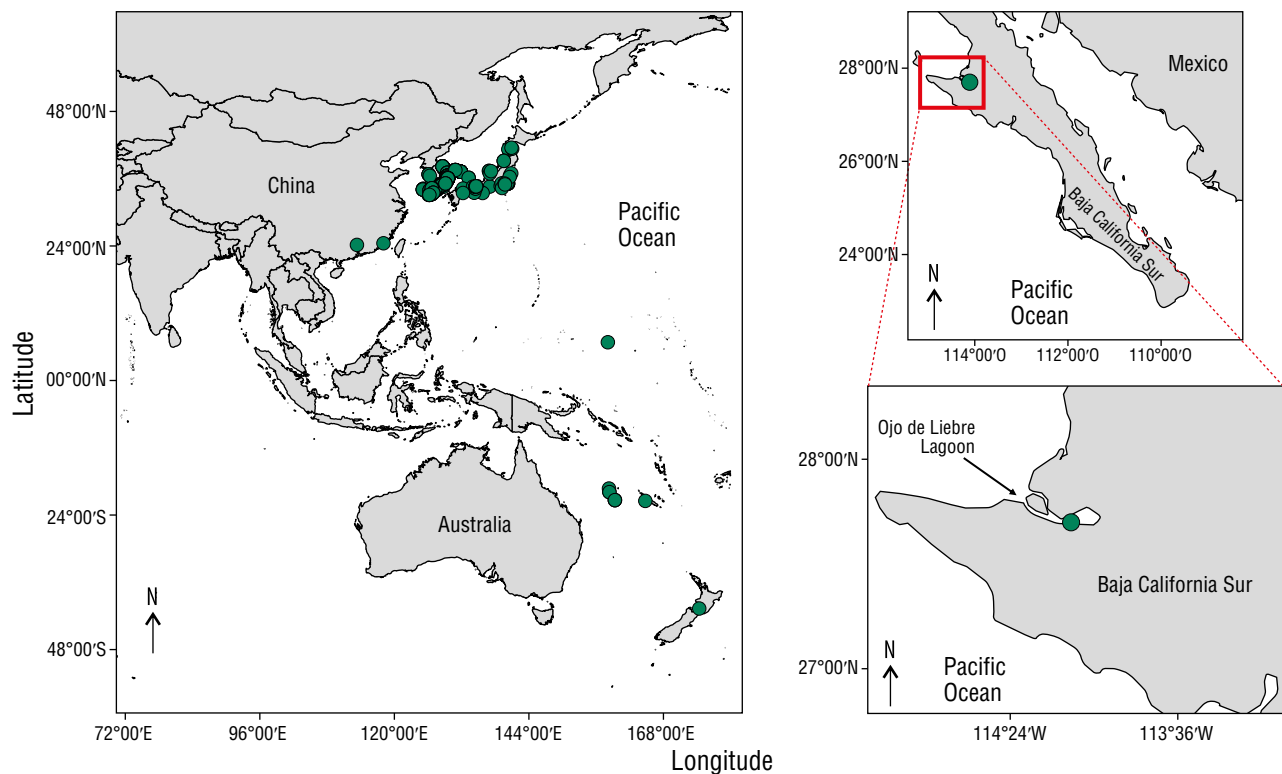 48°00′N
24°00′N
00°00′N
24°00′S
48°00′S
Latitude
China
Pacific
Ocean
Australia
N
72°00′E
96°00′E
120°00′E
144°00′E
168°00′E
Longitude
28°00′N
26°00′N
24°00′N
Mexico
Baja California Sur
N
Pacific
Ocean
114°00′0
112°00′0
110°00′0
28°00′N
27°00′N
Ojo de Liebre
Lagoon
Baja California Sur
N
Pacific
Ocean
114°24′W
113°36′W